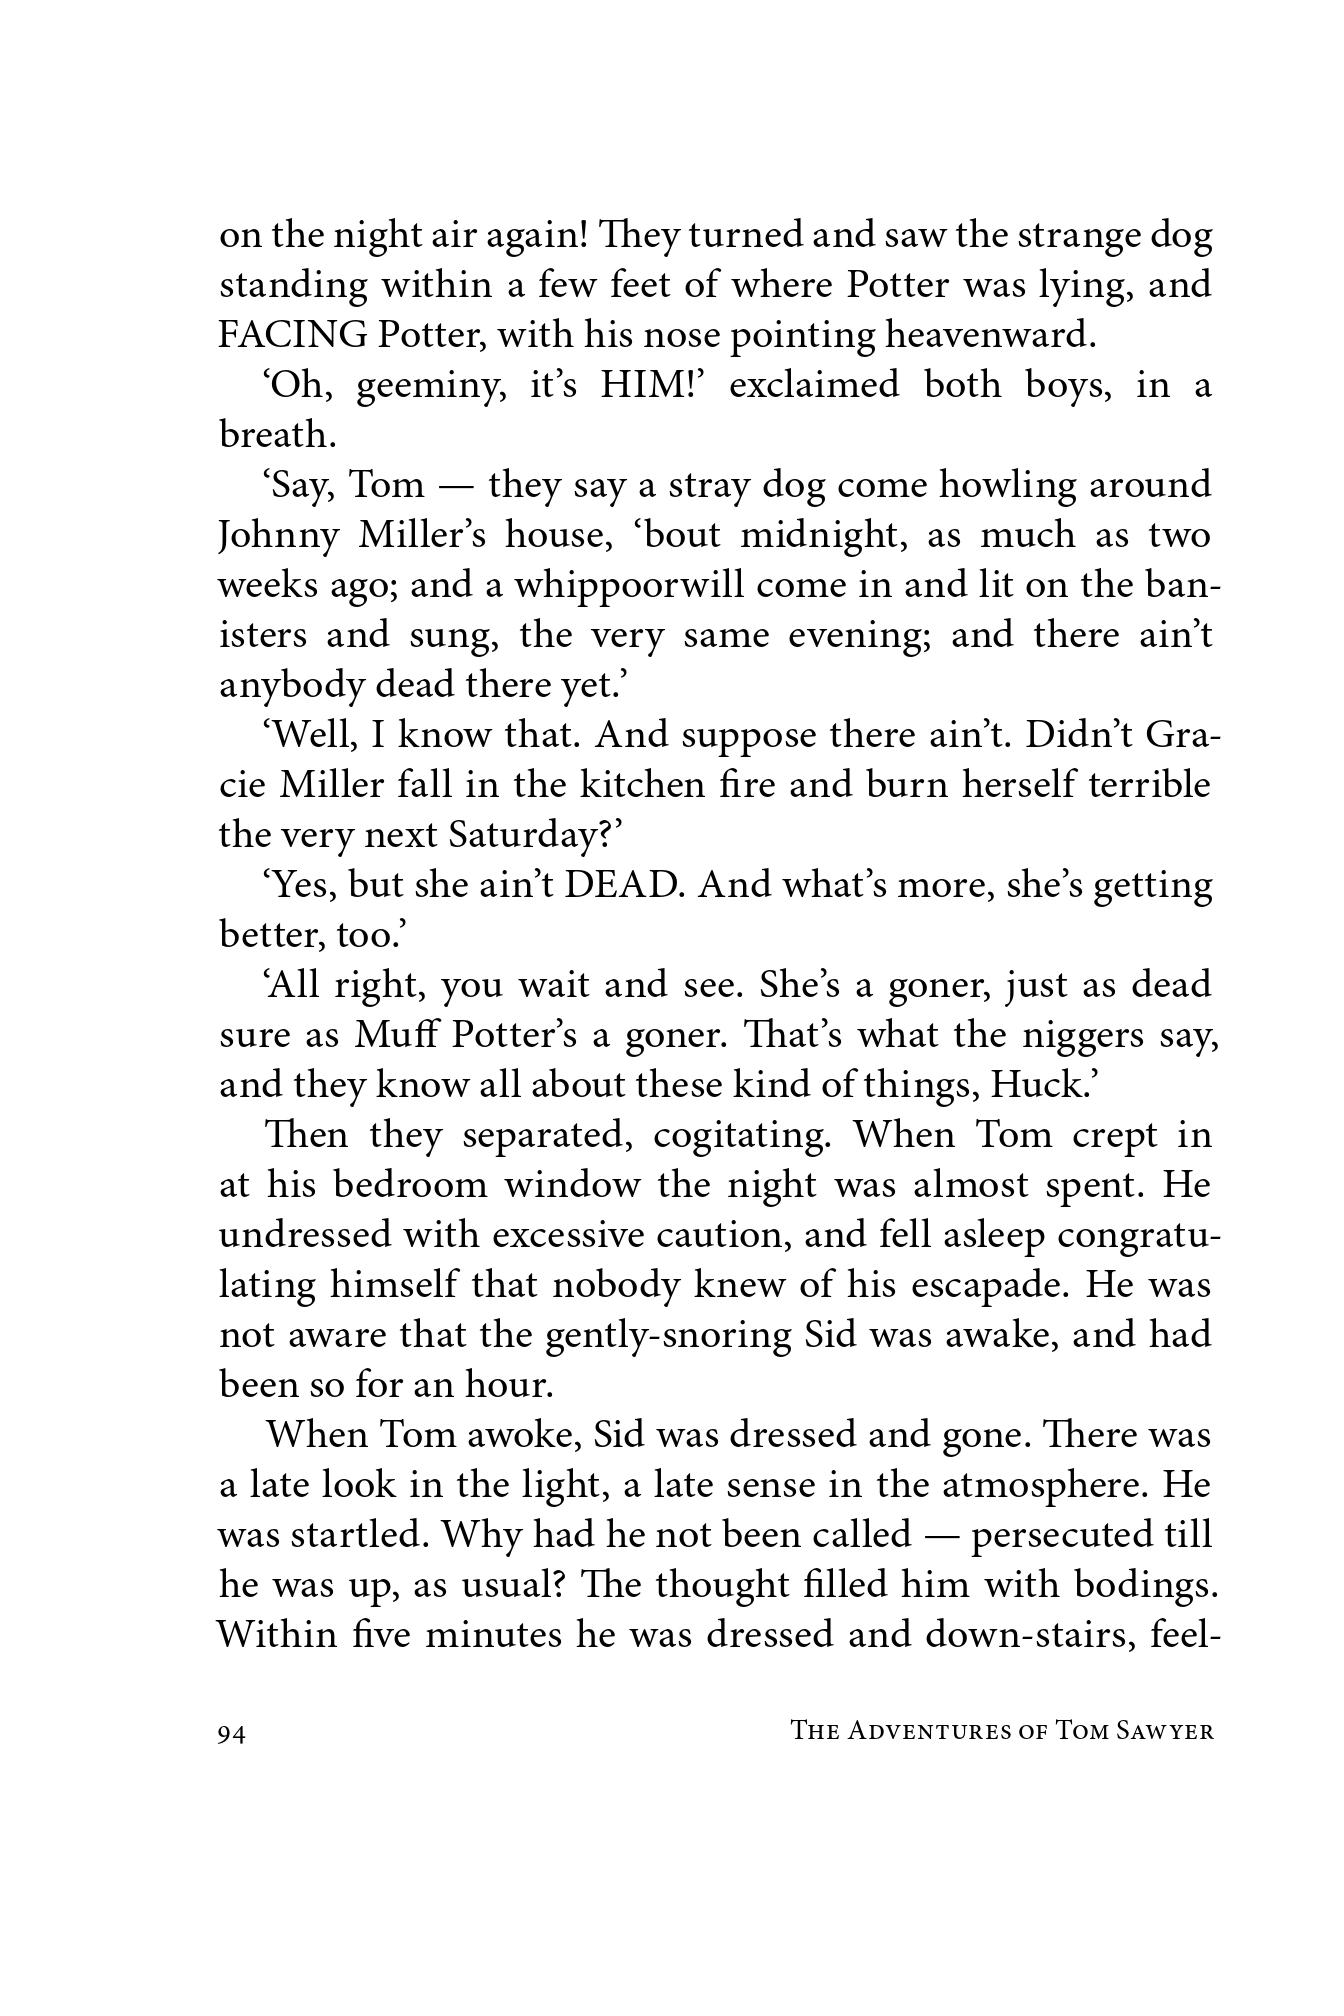 on the night air again! They turned and saw the strange dog
standing within a few feet of where Potter was lying, and
FACING Potter, with his nose pointing heavenward.
‘Oh, geeminy, it’s HIM!’ exclaimed both boys, in a
breath.
‘Say, Tom — they say a stray dog come howling around
Johnny Miller’s house, ‘bout midnight, as much as two
weeks ago; and a whippoorwill come in and lit on the ban-
isters and sung, the very same evening; and there ain’t
anybody dead there yet.’
‘Well, I know that. And suppose there ain’t. Didn’t Gra-
cie Miller fall in the kitchen fire and burn herself terrible
the very next Saturday?’
‘Yes, but she ain’t DEAD. And what’s more, she’s getting
better, too.’
‘All right, you wait and see. She’s a goner, just as dead
sure as Muff Potter’s a goner. That’s what the niggers say,
and they know all about these kind of things, Huck.’
Then they separated, cogitating. When Tom crept in
at his bedroom window the night was almost spent. He
undressed with excessive caution, and fell asleep congratu-
lating himself that nobody knew of his escapade. He was
not aware that the gently-snoring Sid was awake, and had
been so for an hour.
When Tom awoke, Sid was dressed and gone. There was
a late look in the light, a late sense in the atmosphere. He
was startled. Why had he not been called — persecuted till
he was up, as usual? The thought filled him with bodings.
Within five minutes he was dressed and down-stairs, feel-
94 The Adventures of Tom Sawyer